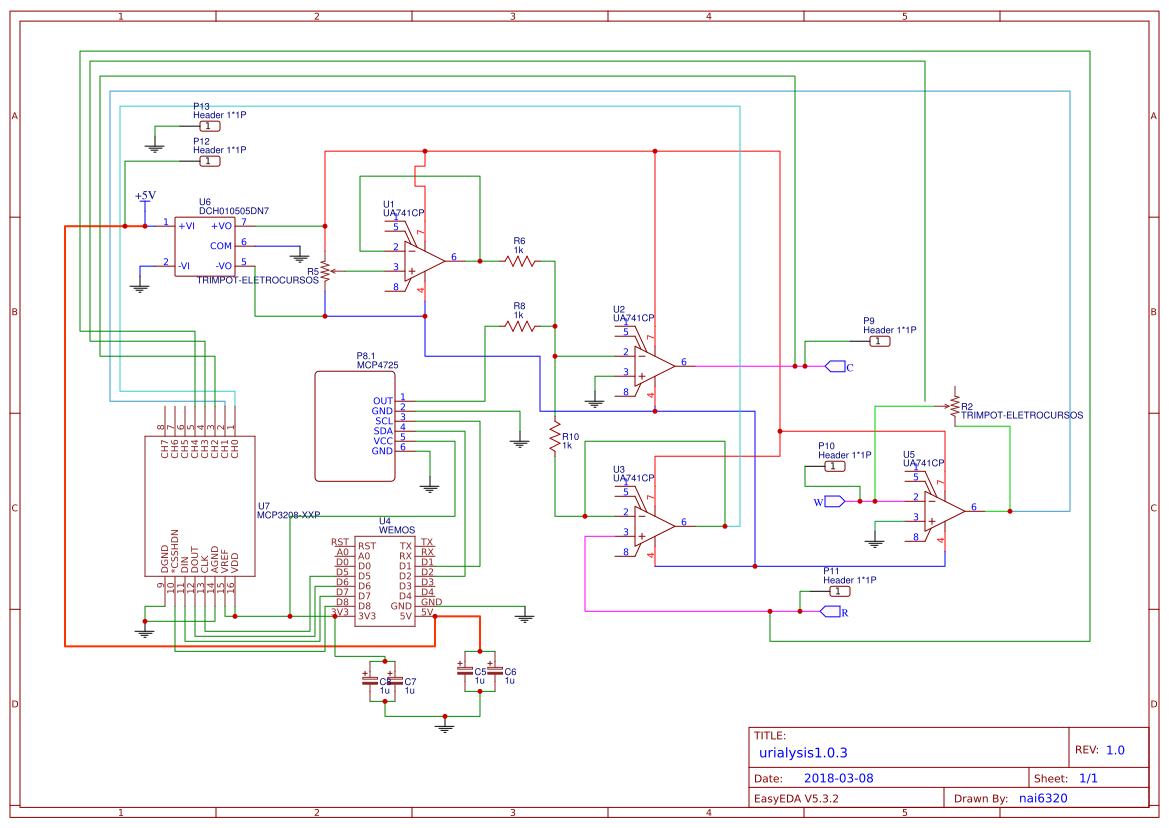 1 2 3 4 5
A A
B B
C C
D D
P13
Header 1*1P
1
P12
Header 1*1P
1
+5V
U6
DCH010505DN7
1 +VI +VO 7
COM 6
2 -VI -VO 5
TRIMPOT-ELETROCURSOS
R5
U1
UA741CP
1
5
7
2
3
6
8
4
R6
1k
R8
1k
U2
UA741CP
1
5
7
2
3
6
8
4
P9
Header 1*1P
1
C
P8.1
MCP4725
OUT 1
GND 2
SCL 3
SDA 4
VCC 5
GND 6
R10
1k
R2
TRIMPOT-ELETROCURSOS
8 7 6 5 4 3 2 1
CH7 CH6 CH5 CH4 CH3 CH2 CH1 CH0
U7
MCP3208-XXP
DGND *CSSHDN DIN DOUT CLK AGND VREF VDD
9 10 11 12 13 14 15 16
U4
WEMOS
RST RST TX TX
A0 A0 RX RX
D0 D0 D1 D1
D5 D5 D2 D2
D6 D6 D3 D3
D7 D7 D4 D4
D8 D8 GND GND
3V3 3V3 5V 5V
U3
UA741CP
1
5
7
2
3
6
8
4
P10
Header 1*1P
1
W
U5
UA741CP
1
5
7
2
3
6
8
4
P11
Header 1*1P
1
R
C8
1u
C7
1u
C5
1u
C6
1u
TITLE:
urialysis1.0.3
REV: 1.0
Date: 2018-03-08
Sheet: 1/1
EasyEDA V5.3.2
Drawn By: nai6320
1 2 3 4 5